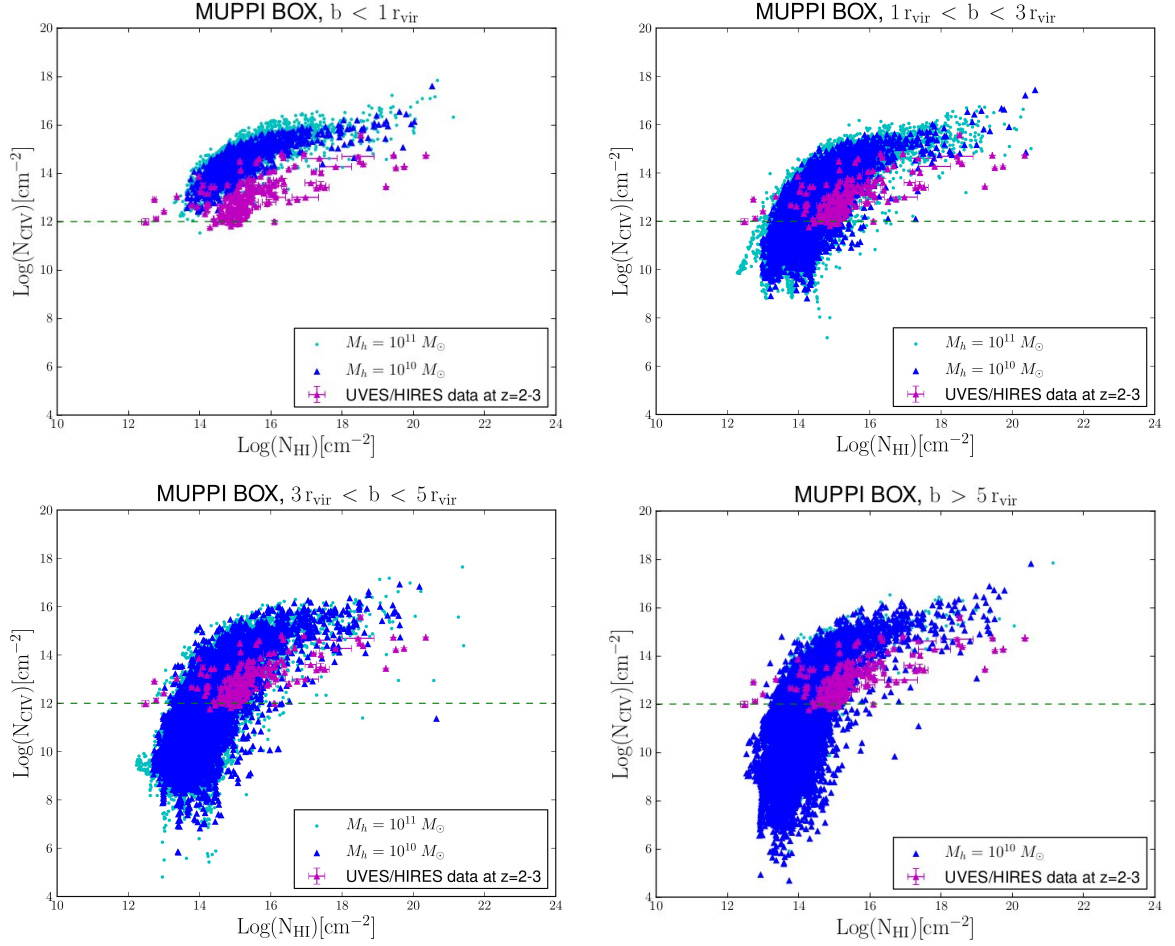 MUPPI BOX, b < 1 r_vir
20
18
16
14
12
10
8
6
4
Log(N_CIV)[cm^−2]
M_h = 10^11 M_⊙
M_h = 10^10 M_⊙
UVES/HIRES data at z=2-3
10 12 14 16 18 20 22 24
Log(N_HI)[cm^−2]
MUPPI BOX, 1 r_vir < b < 3 r_vir
20
18
16
14
12
10
8
6
4
Log(N_CIV)[cm^−2]
M_h = 10^11 M_⊙
M_h = 10^10 M_⊙
UVES/HIRES data at z=2-3
10 12 14 16 18 20 22 24
Log(N_HI)[cm^−2]
MUPPI BOX, 3 r_vir < b < 5 r_vir
20
18
16
14
12
10
8
6
4
Log(N_CIV)[cm^−2]
M_h = 10^11 M_⊙
M_h = 10^10 M_⊙
UVES/HIRES data at z=2-3
10 12 14 16 18 20 22 24
Log(N_HI)[cm^−2]
MUPPI BOX, b > 5 r_vir
20
18
16
14
12
10
8
6
4
Log(N_CIV)[cm^−2]
M_h = 10^10 M_⊙
UVES/HIRES data at z=2-3
10 12 14 16 18 20 22 24
Log(N_HI)[cm^−2]